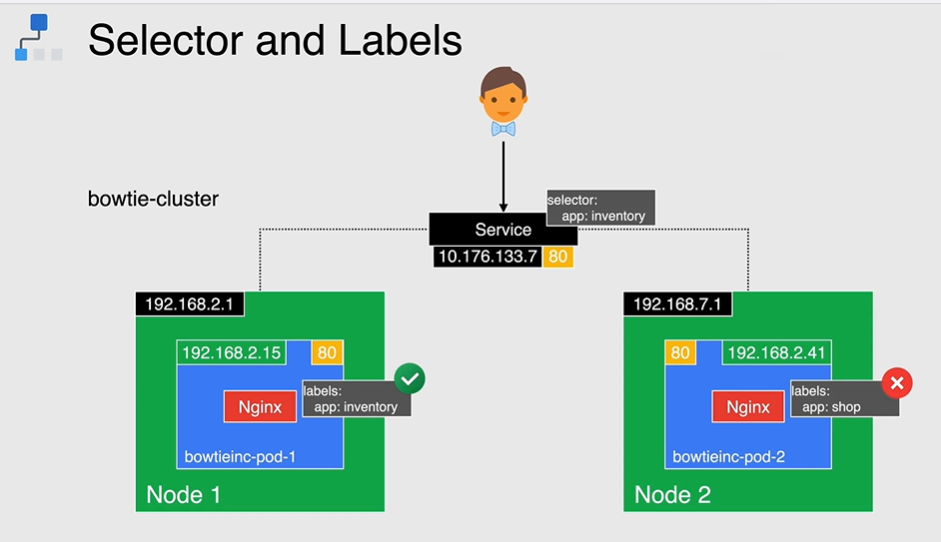 Selector and Labels
bowtie-cluster
selector:
app: inventory
Service
10.176.133.7 80
192.168.2.1
192.168.2.15 80
labels:
app: inventory
Nginx
bowtieinc-pod-1
Node 1
192.168.7.1
80 192.168.2.41
labels:
app: shop
Nginx
bowtieinc-pod-2
Node 2